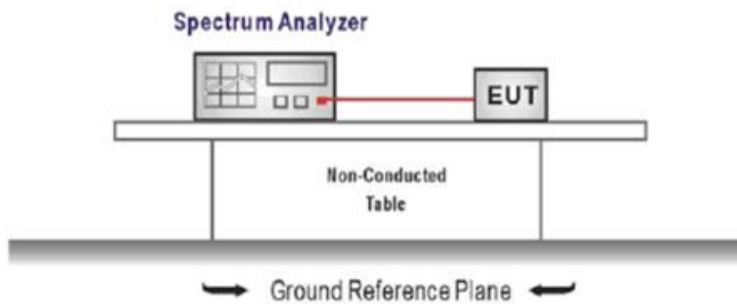 Spectrum Analyzer
EUT
Non-Conducted
Table
Ground Reference Plane